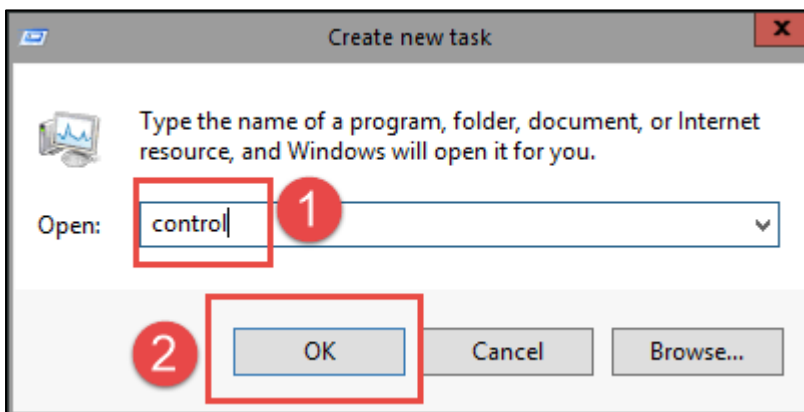 Create new task
x
Type the name of a program, folder, document, or Internet
resource, and Windows will open it for you.
Open: control 1
2 OK Cancel Browse...